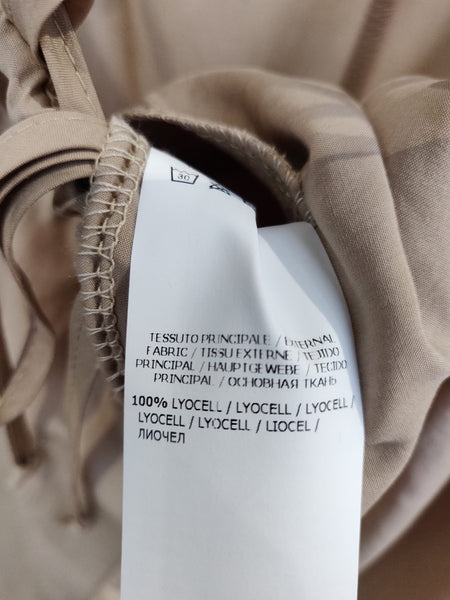 30
TESSUTO PRINCIPALE / EXTERNAL
FABRIC / TISSU EXTERNE / TEJIDO
PRINCIPAL / HAUPTGEWEBE / TECIDO
PRINCIPAL / ОСНОВНАЯ ТКАНЬ
100% LYOCELL / LYOCELL / LYOCELL /
LYOCELL / LYOCELL / LIOCEL /
ЛИОЧЕЛ